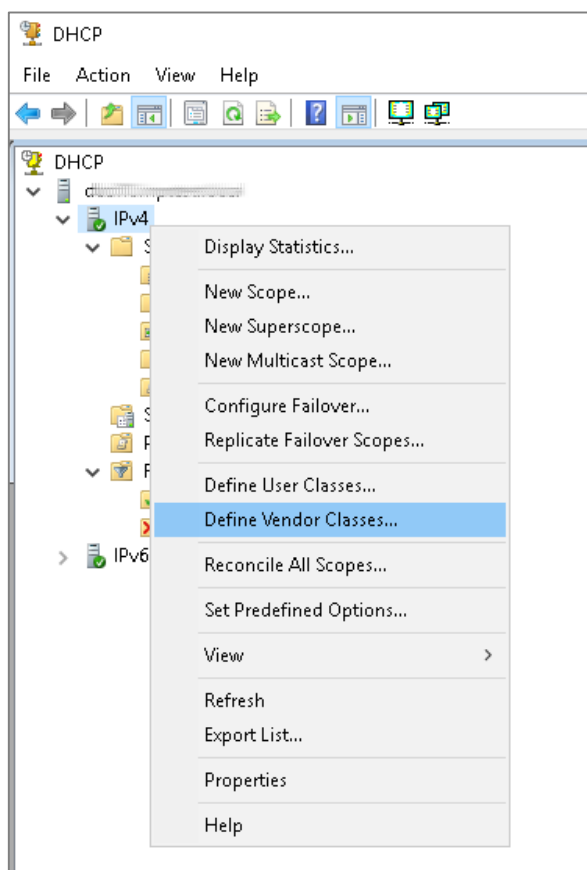 DHCP
File Action View Help
DHCP
IPv4
Display Statistics...
New Scope...
New Superscope...
New Multicast Scope...
Configure Failover...
Replicate Failover Scopes...
Define User Classes...
Define Vendor Classes...
IPv6
Reconcile All Scopes...
Set Predefined Options...
View
Refresh
Export List...
Properties
Help